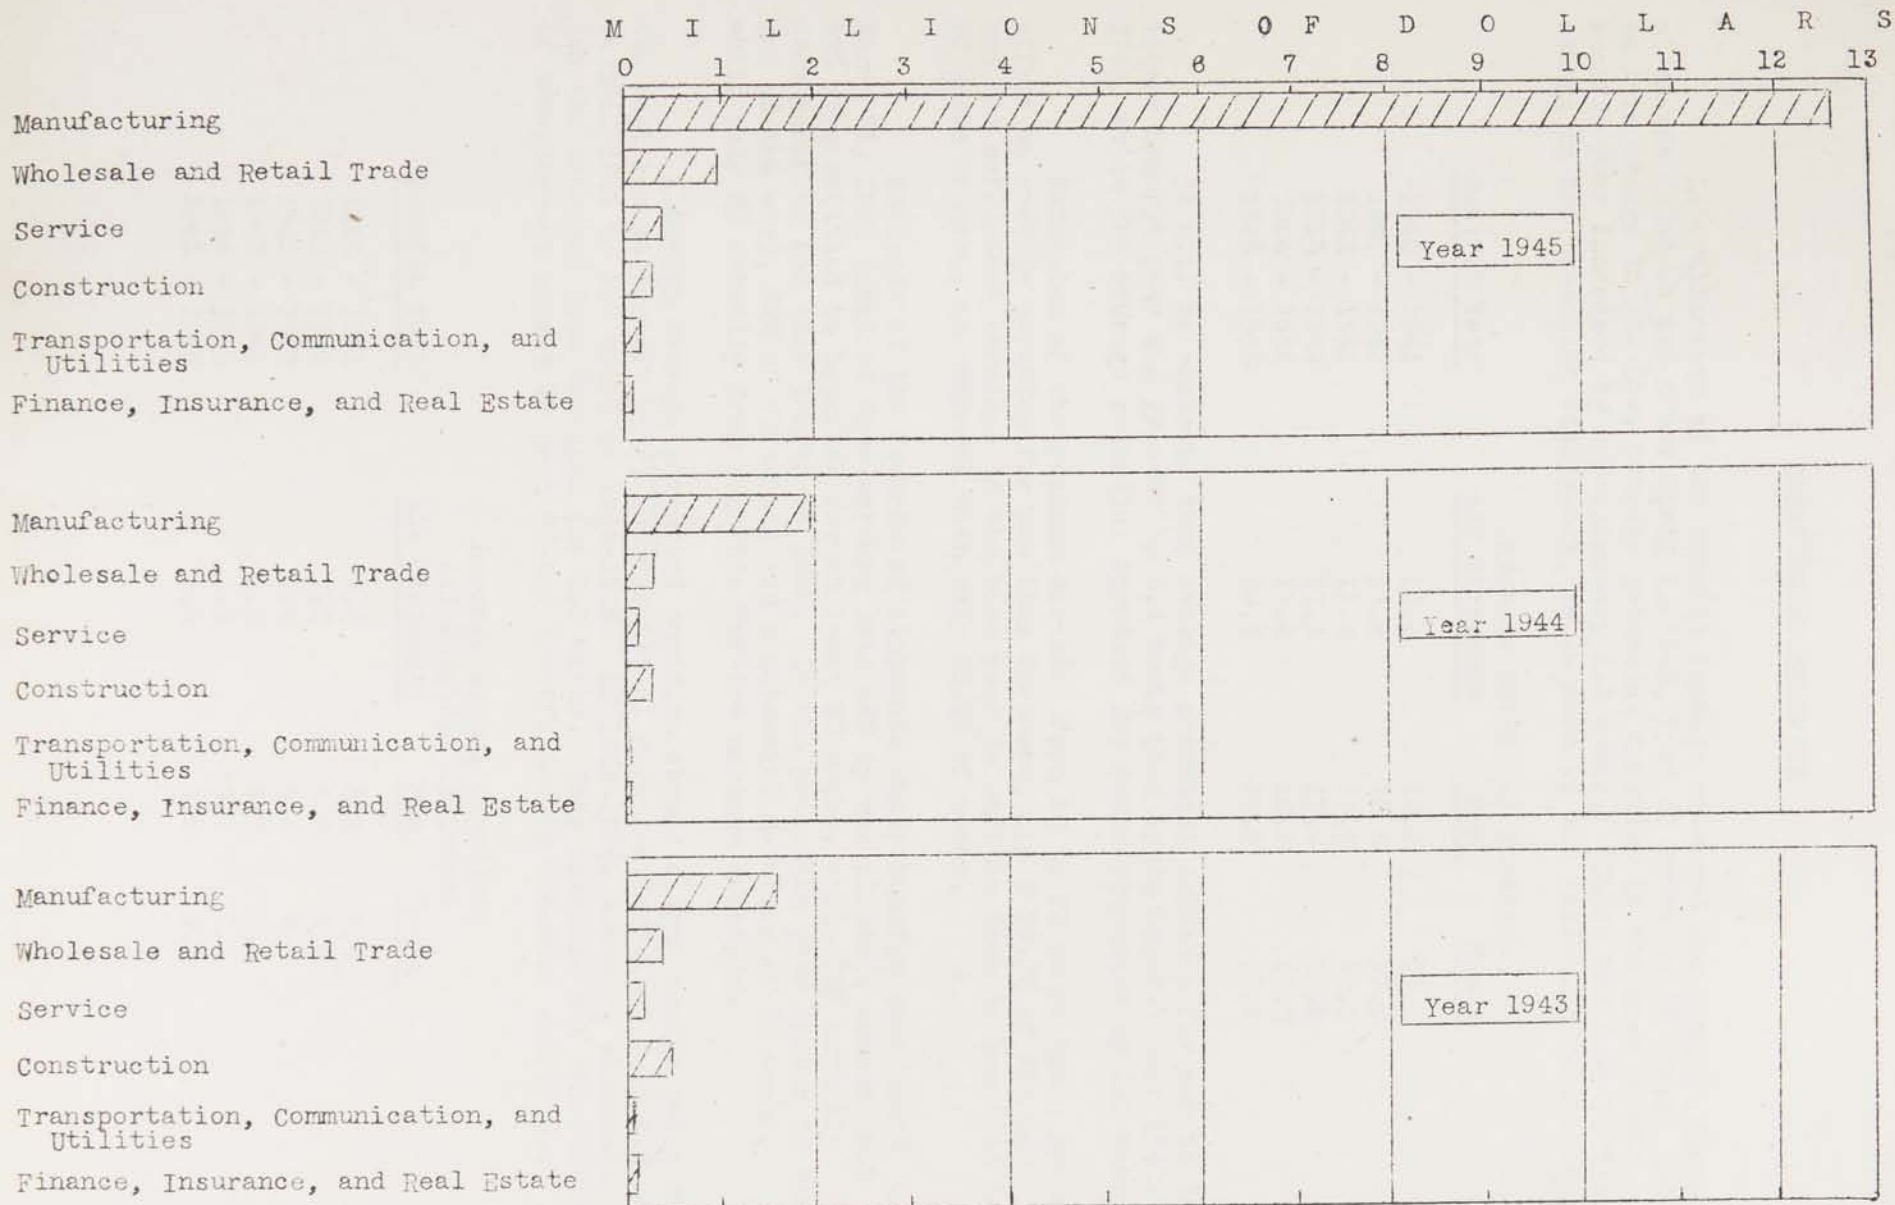 M I L L I O N S O F D O L L A R S
0 1 2 3 4 5 6 7 8 9 10 11 12 13
Manufacturing
Wholesale and Retail Trade
Service
Construction
Transportation, Communication, and
Utilities
Finance, Insurance, and Real Estate
Year 1945
Manufacturing
Wholesale and Retail Trade
Service
Construction
Transportation, Communication, and
Utilities
Finance, Insurance, and Real Estate
Year 1944
Manufacturing
Wholesale and Retail Trade
Service
Construction
Transportation, Communication, and
Utilities
Finance, Insurance, and Real Estate
Year 1943